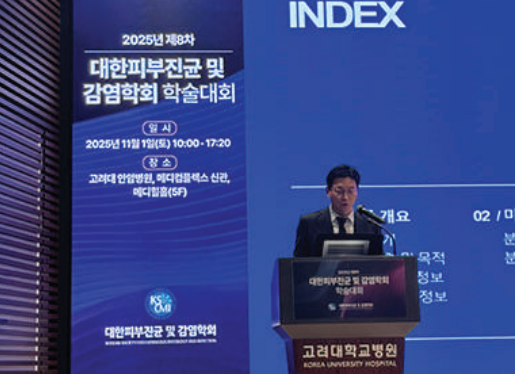 INDEX
2025년 제8차
대한피부진균 및
감염학회 학술대회
일 시
2025년 11월 1일(토) 10:00 - 17:20
장 소
고려대 안암병원, 메디컴플렉스 신관,
메디힐홀(5F)
KS
CMI
대한피부진균 및 감염학회
개요
02 /
및 목적
정보
정보
대한피부진균 및 감염학회
학술대회
고려대학교병원
KOREA UNIVERSITY HOSPITAL